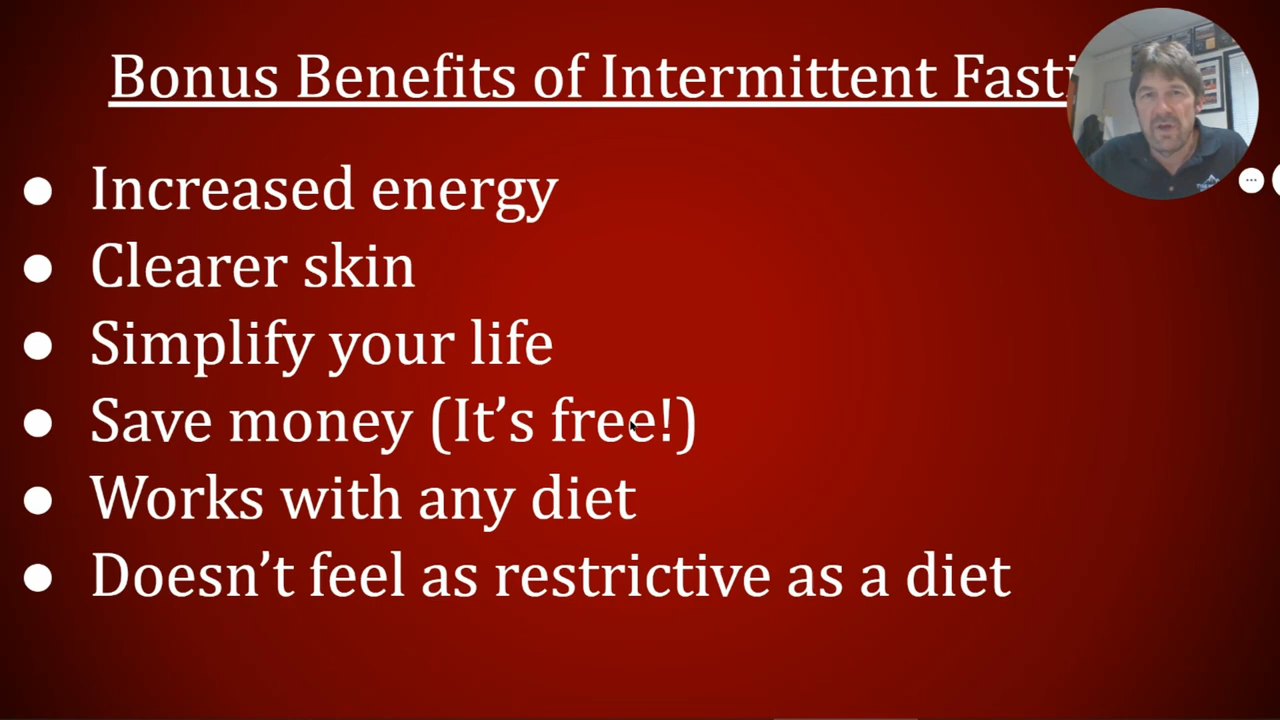 Bonus Benefits of Intermittent Fasti
● Increased energy
● Clearer skin
● Simplify your life
● Save money (It’s free!)
● Works with any diet
● Doesn’t feel as restrictive as a diet